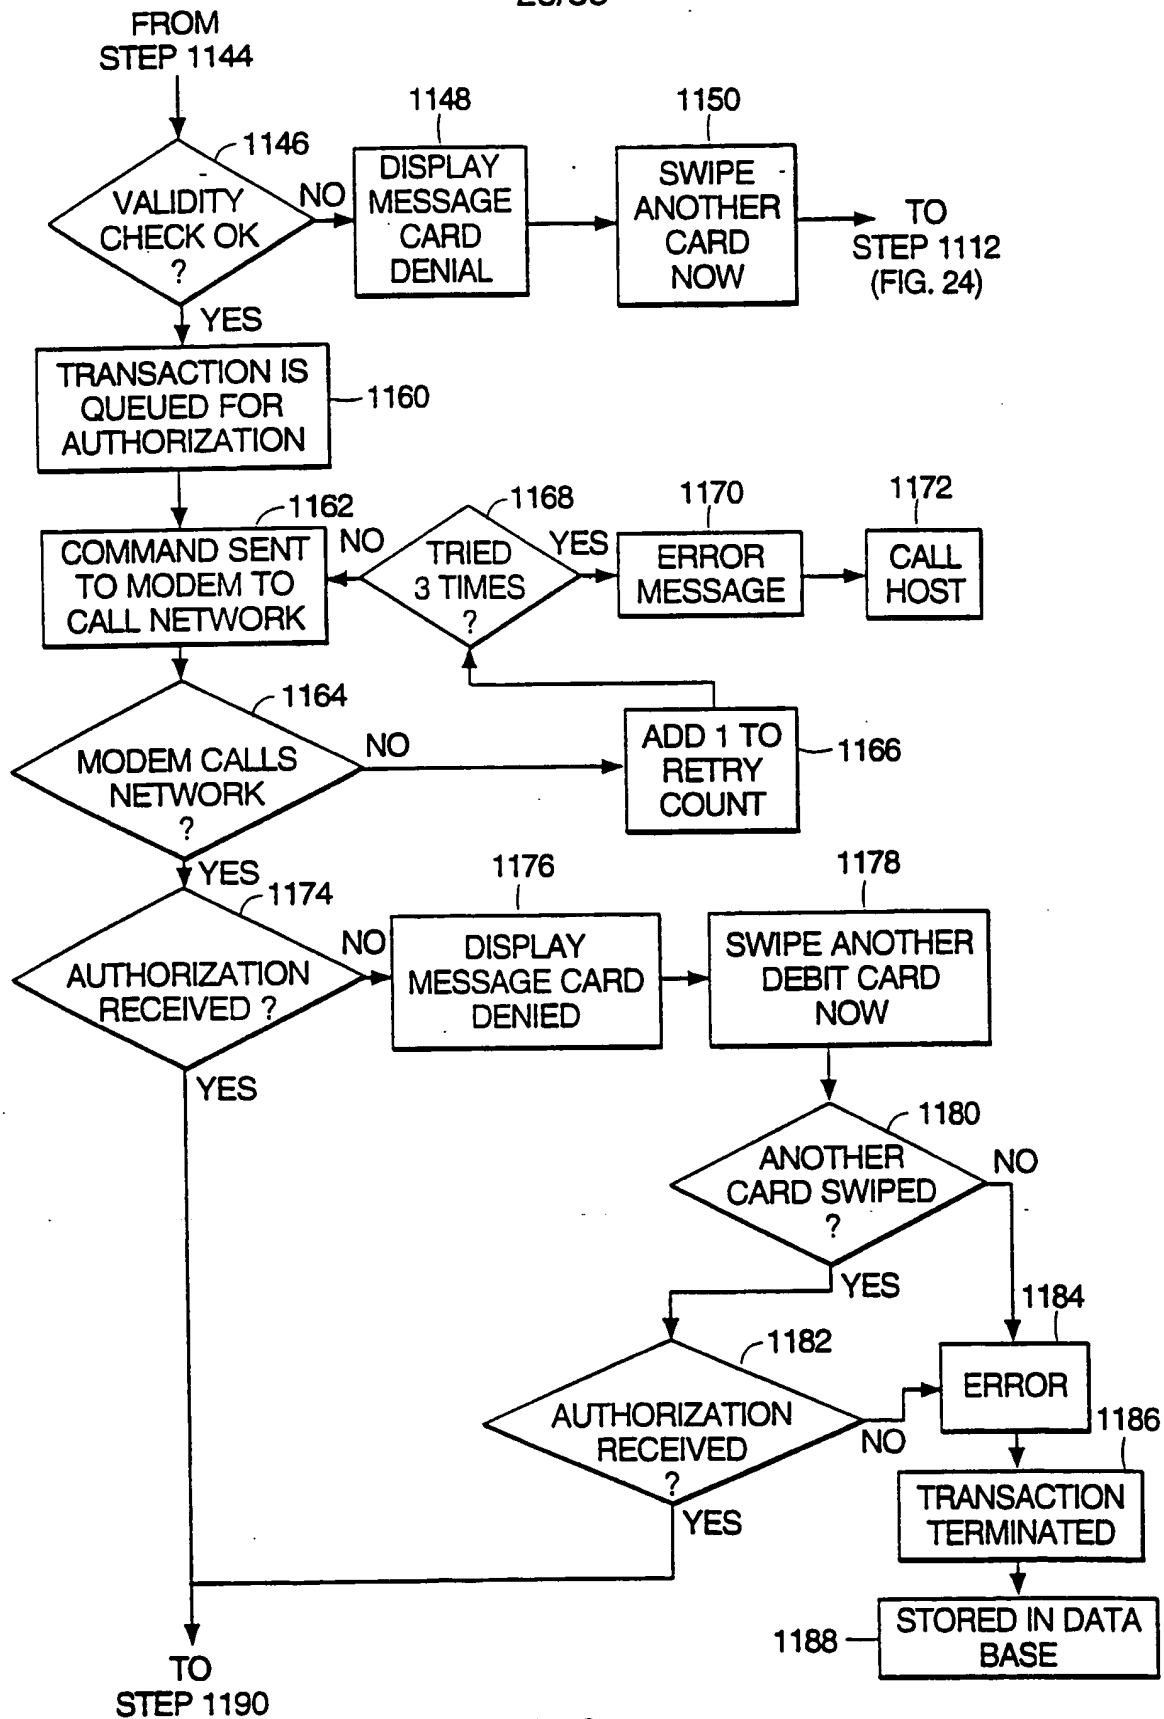 FROM
STEP 1144
1146
VALIDITY
CHECK OK
?
NO
YES
1148
DISPLAY
MESSAGE
CARD
DENIAL
1150
SWIPE
ANOTHER
CARD
NOW
TO
STEP 1112
(FIG. 24)
TRANSACTION IS
QUEUED FOR
AUTHORIZATION
1160
1162
COMMAND SENT
TO MODEM TO
CALL NETWORK
NO
1168
TRIED
3 TIMES
?
YES
1170
ERROR
MESSAGE
1172
CALL
HOST
1164
MODEM CALLS
NETWORK
?
NO
YES
ADD 1 TO
RETRY
COUNT
1166
1174
AUTHORIZATION
RECEIVED ?
NO
YES
1176
DISPLAY
MESSAGE CARD
DENIED
1178
SWIPE ANOTHER
DEBIT CARD
NOW
1180
ANOTHER
CARD SWIPED
?
NO
YES
1182
AUTHORIZATION
RECEIVED
?
NO
YES
1184
ERROR
1186
TRANSACTION
TERMINATED
1188
STORED IN DATA
BASE
TO
STEP 1190